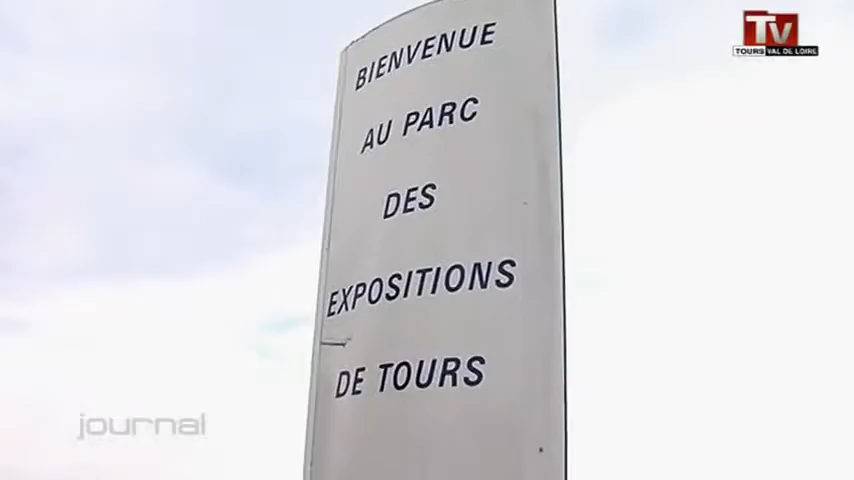 TV
TOURS VAL DE LOIRE
BIENVENUE
AU PARC
DES
EXPOSITIONS
DE TOURS
journal